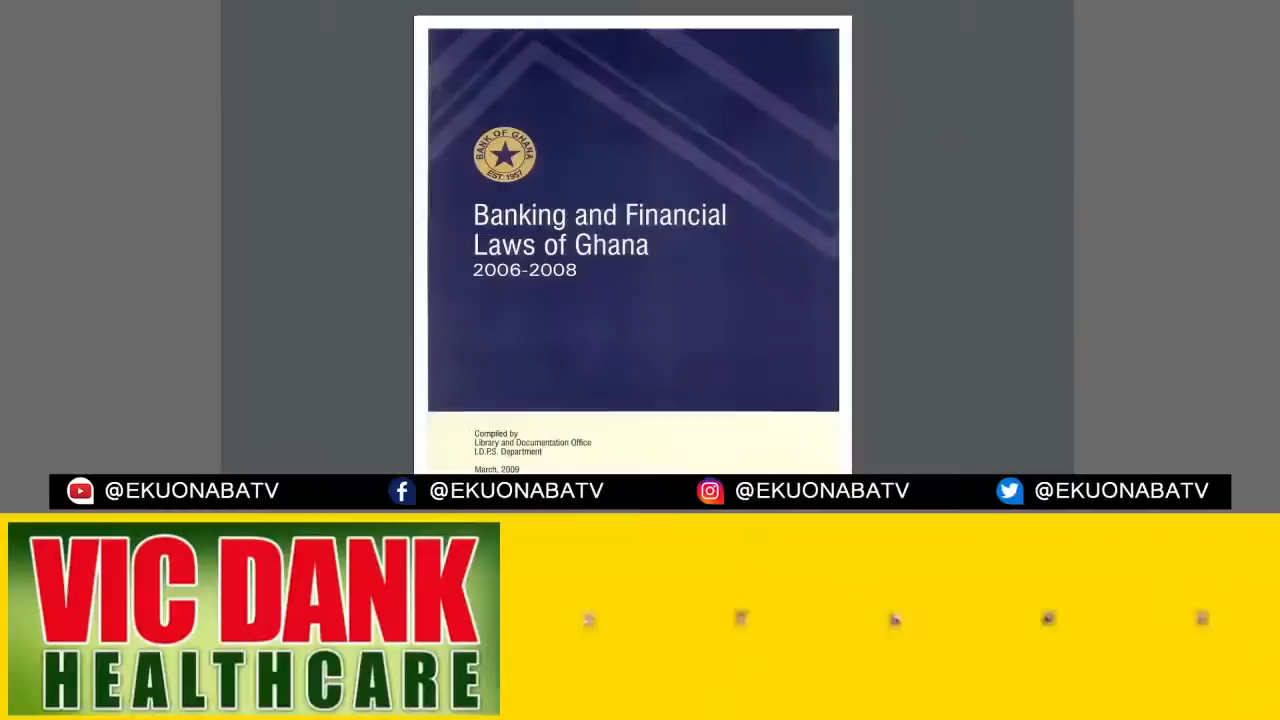 BANK OF GHANA
EST. 1957
Banking and Financial
Laws of Ghana
2006-2008
Compiled by
Library and Documentation Office
I.D.P.S. Department
March, 2009
@EKUONABATV @EKUONABATV @EKUONABATV @EKUONABATV
VIC DANK
HEALTHCARE